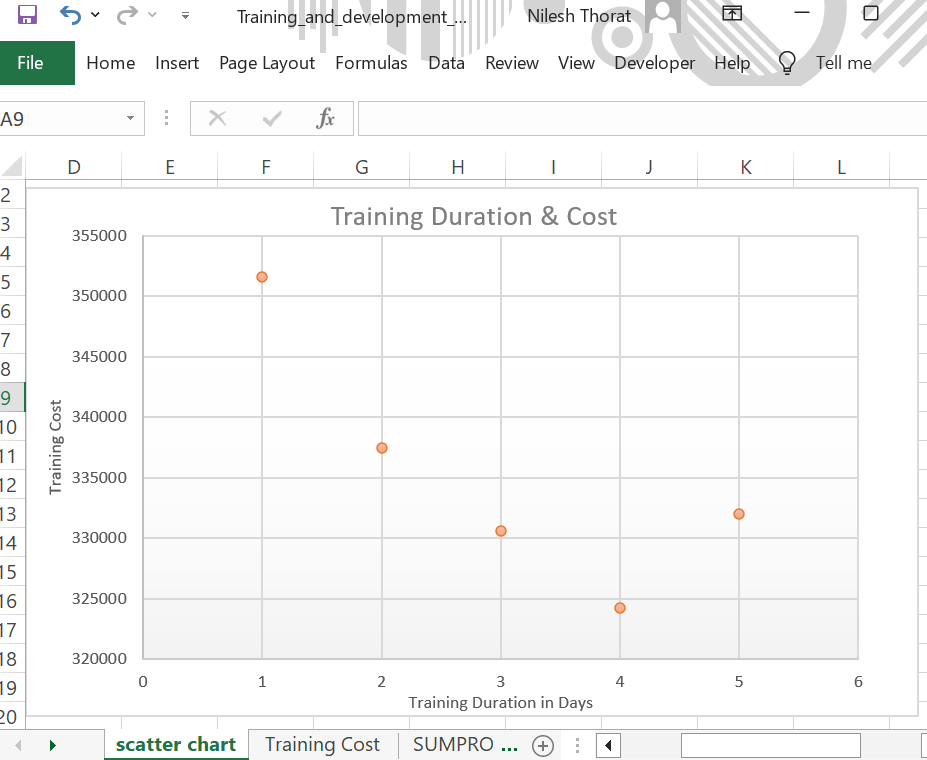 Training_and_development_...
Nilesh Thorat
File Home Insert Page Layout Formulas Data Review View Developer Help Tell me
A9 fx
D E F G H I J K L
2
3
4
5
6
7
8
9
10
11
12
13
14
15
16
17
18
19
20
Training Duration & Cost
Training Cost
355000
350000
345000
340000
335000
330000
325000
320000
0 1 2 3 4 5 6
Training Duration in Days
scatter chart Training Cost SUMPRO ...